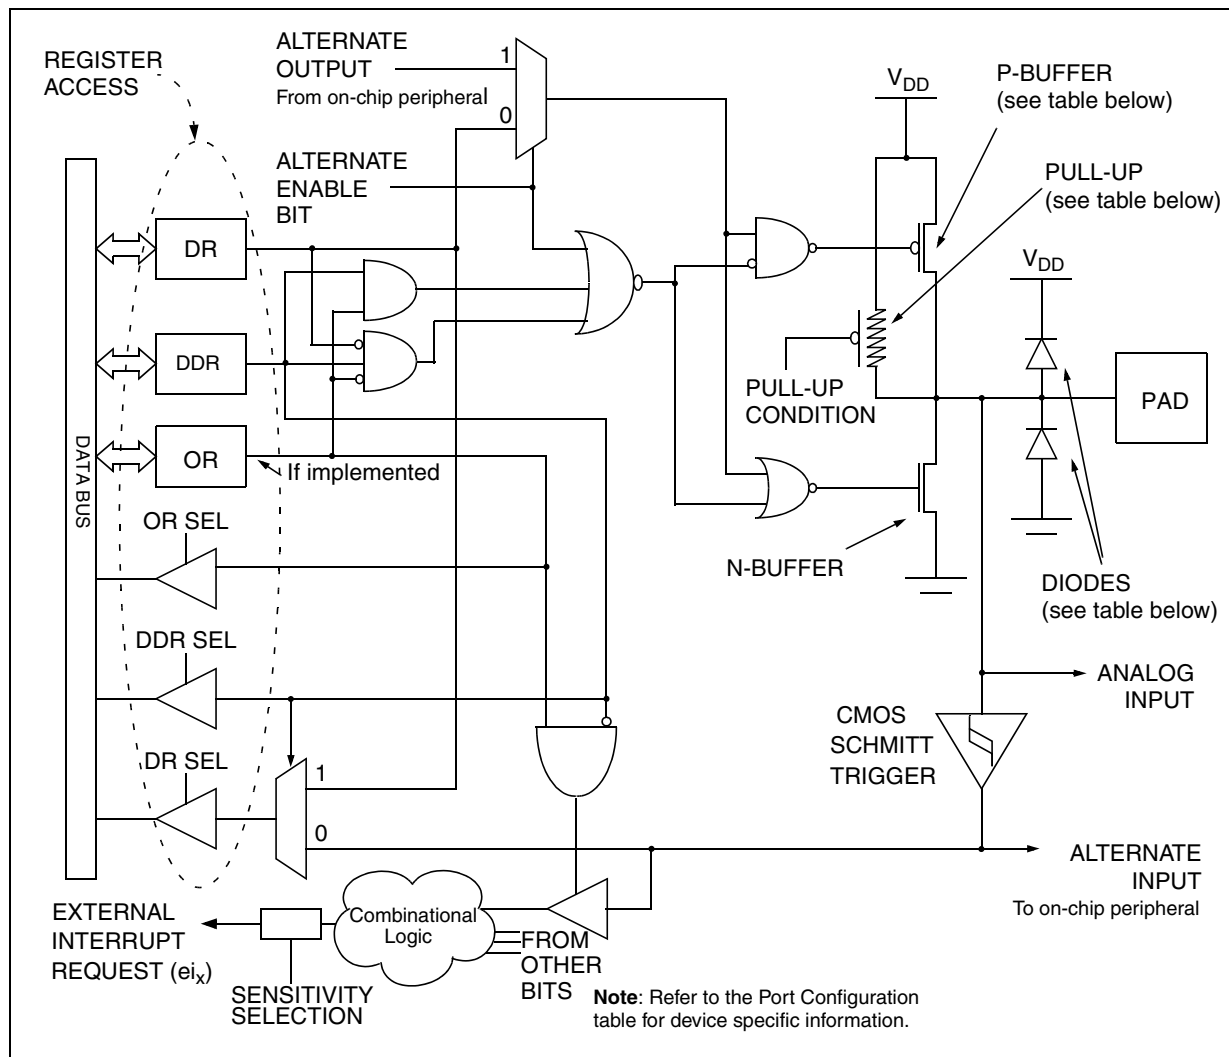 REGISTER
ACCESS
ALTERNATE
OUTPUT
From on-chip peripheral
1
0
ALTERNATE
ENABLE
BIT
VDD
P-BUFFER
(see table below)
PULL-UP
(see table below)
VDD
DR
DDR
OR
If implemented
DATA BUS
PULL-UP
CONDITION
PAD
OR SEL
DDR SEL
DR SEL
1
0
N-BUFFER
DIODES
(see table below)
ANALOG
INPUT
CMOS
SCHMITT
TRIGGER
ALTERNATE
INPUT
To on-chip peripheral
EXTERNAL
INTERRUPT
REQUEST (eix)
Combinational
Logic
SENSITIVITY
SELECTION
FROM
OTHER
BITS
Note: Refer to the Port Configuration
table for device specific information.